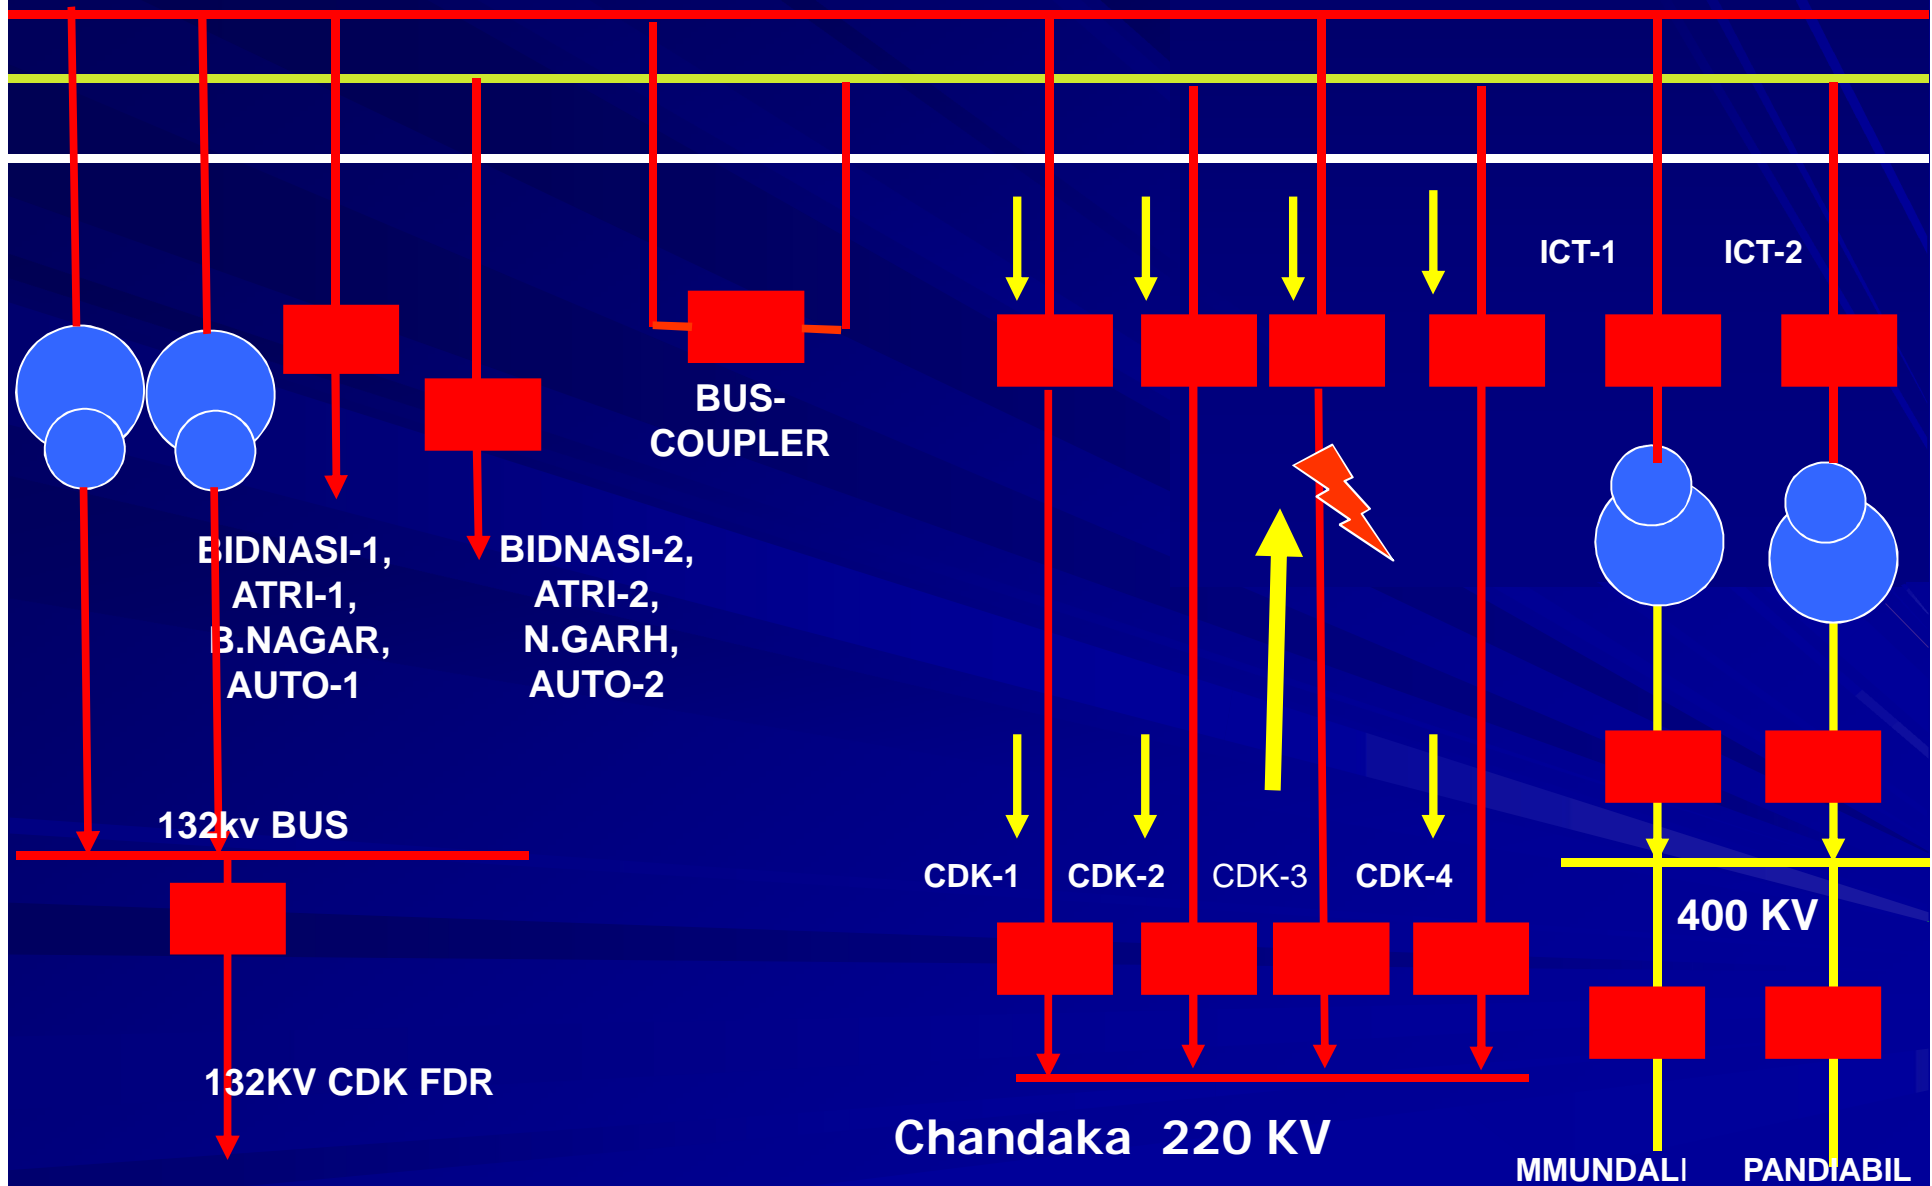 ICT-1
ICT-2
BUS-
COUPLER
BIDNASI-1,
ATRI-1,
B.NAGAR,
AUTO-1
BIDNASI-2,
ATRI-2,
N.GARH,
AUTO-2
132kv BUS
CDK-1
CDK-2
CDK-3
CDK-4
400 KV
132KV CDK FDR
Chandaka 220 KV
MMUNDALI
PANDIABIL